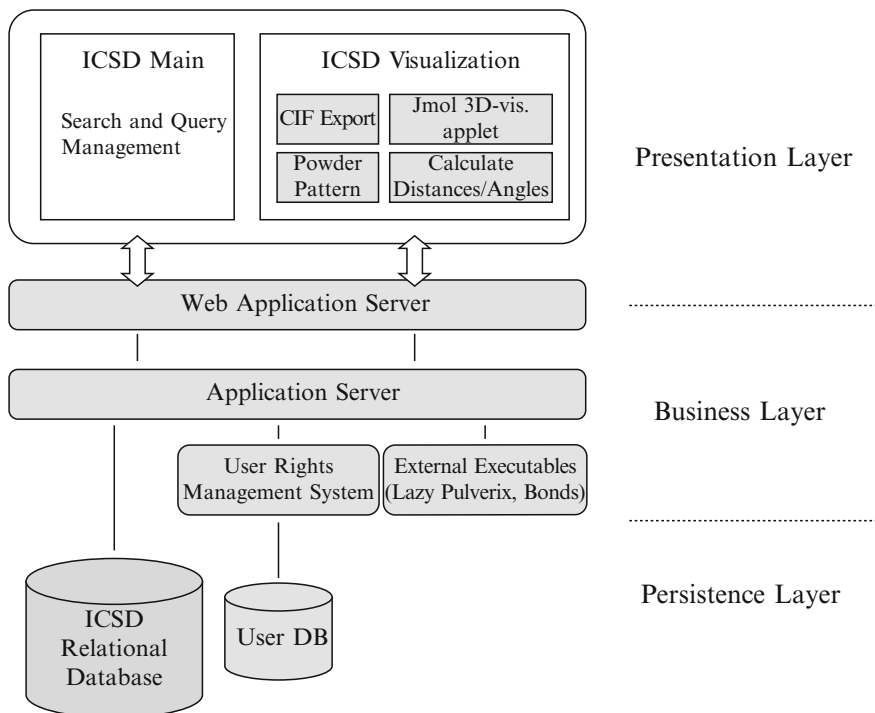 ICSD Main
Search and Query
Management
ICSD Visualization
CIF Export
Jmol 3D-vis.
applet
Powder
Pattern
Calculate
Distances/Angles
Presentation Layer
Web Application Server
Application Server
Business Layer
User Rights
Management System
External Executables
(Lazy Pulverix, Bonds)
ICSD
Relational
Database
User DB
Persistence Layer